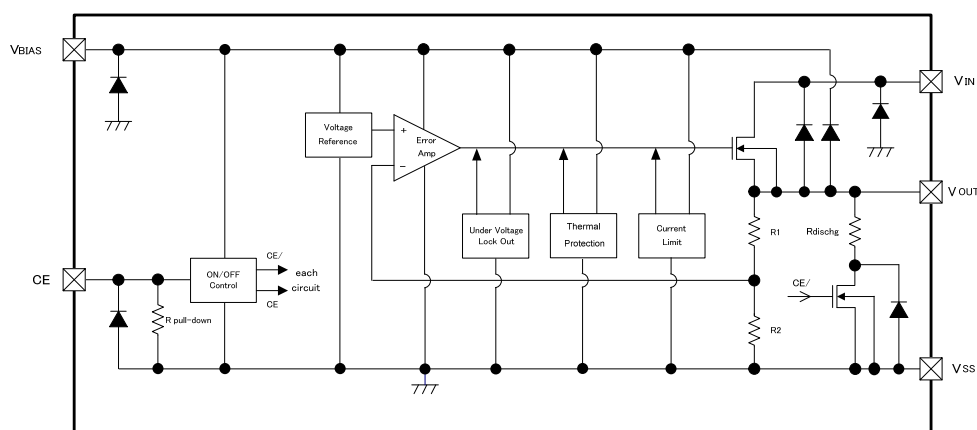 VBIAS
VIN
Voltage
Reference
+
−
Error
Amp
VOUT
Under Voltage
Lock Out
Thermal
Protection
Current
Limit
R1
Rdischg
CE
ON/OFF
Control
CE/
each
circuit
CE
CE/
R pull-down
R2
VSS